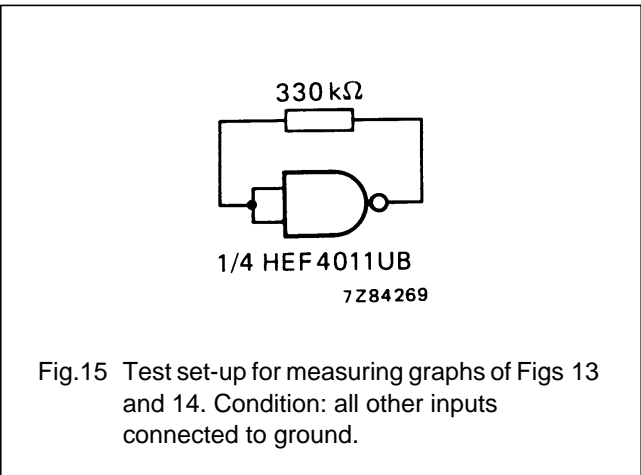 330 kΩ
1/4 HEF4011UB
7Z84269
Fig.15 Test set-up for measuring graphs of Figs 13
and 14. Condition: all other inputs
connected to ground.